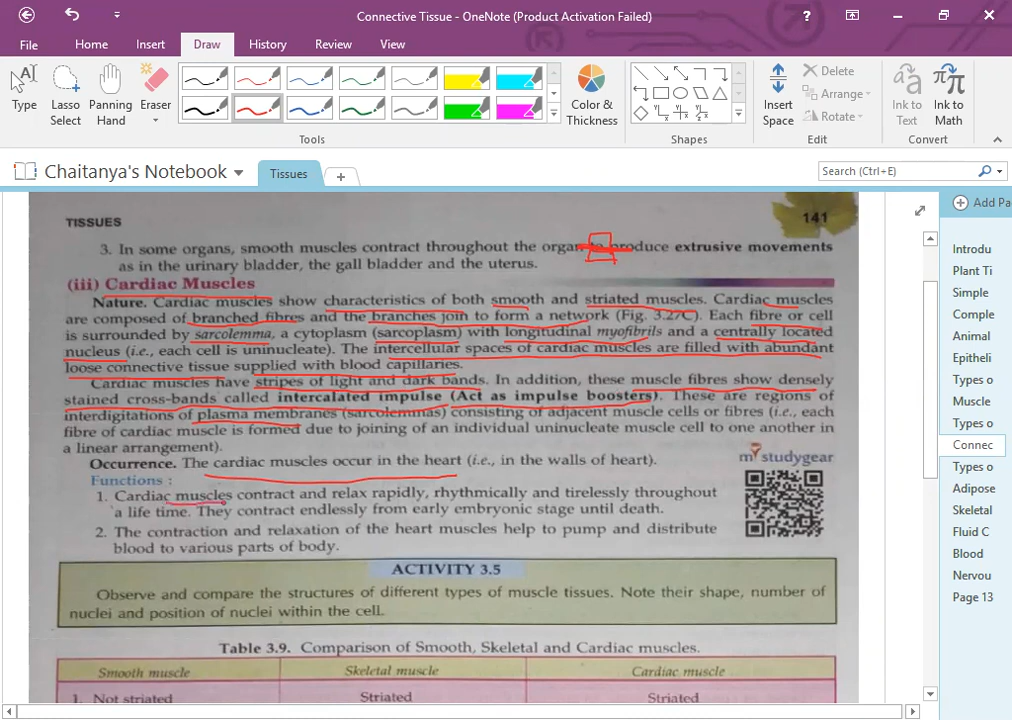 Connective Tissue - OneNote (Product Activation Failed)
File Home Insert Draw History Review View
Type
Lasso Select
Panning Hand
Eraser
Color & Thickness
Insert Space
Delete
Arrange
Rotate
Ink to Text
Ink to Math
Tools Shapes Edit Convert
Chaitanya's Notebook
Tissues
Search (Ctrl+E)
Add Pa
TISSUES 141
3. In some organs, smooth muscles contract throughout the organ to produce extrusive movements
as in the urinary bladder, the gall bladder and the uterus.
(iii) Cardiac Muscles
Nature. Cardiac muscles show characteristics of both smooth and striated muscles. Cardiac muscles
are composed of branched fibres and the branches join to form a network (Fig. 3.27C). Each fibre or cell
is surrounded by sarcolemma, a cytoplasm (sarcoplasm) with longitudinal myofibrils and a centrally located
nucleus (i.e., each cell is uninucleate). The intercellular spaces of cardiac muscles are filled with abundant
loose connective tissue supplied with blood capillaries.
Cardiac muscles have stripes of light and dark bands. In addition, these muscle fibres show densely
stained cross-bands called intercalated impulse (Act as impulse boosters). These are regions of
interdigitations of plasma membranes (sarcolemmas) consisting of adjacent muscle cells or fibres (i.e., each
fibre of cardiac muscle is formed due to joining of an individual uninucleate muscle cell to one another in
a linear arrangement).
Occurrence. The cardiac muscles occur in the heart (i.e., in the walls of heart).
mystudygear
Functions :
1. Cardiac muscles contract and relax rapidly, rhythmically and tirelessly throughout
a life time. They contract endlessly from early embryonic stage until death.
2. The contraction and relaxation of the heart muscles help to pump and distribute
blood to various parts of body.
ACTIVITY 3.5
Observe and compare the structures of different types of muscle tissues. Note their shape, number of
nuclei and position of nuclei within the cell.
Table 3.9. Comparison of Smooth, Skeletal and Cardiac muscles.
Smooth muscle Skeletal muscle Cardiac muscle
1. Not striated Striated Striated
Introdu
Plant Ti
Simple
Comple
Animal
Epitheli
Types o
Muscle
Types o
Connec
Types o
Adipose
Skeletal
Fluid C
Blood
Nervou
Page 13